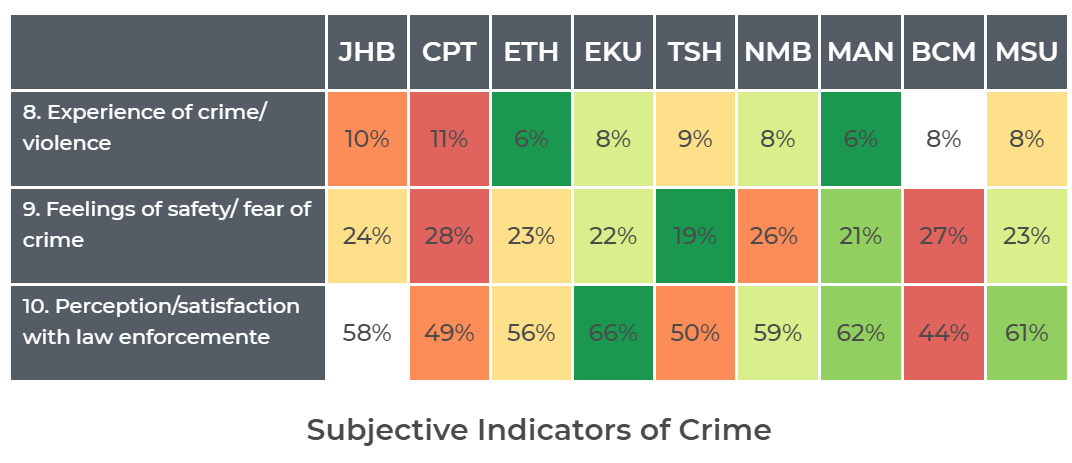 JHB CPT ETH EKU TSH NMB MAN BCM MSU
8. Experience of crime/
violence
10% 11% 6% 8% 9% 8% 6% 8% 8%
9. Feelings of safety/ fear of
crime
24% 28% 23% 22% 19% 26% 21% 27% 23%
10. Perception/satisfaction
with law enforcemente
58% 49% 56% 66% 50% 59% 62% 44% 61%
Subjective Indicators of Crime